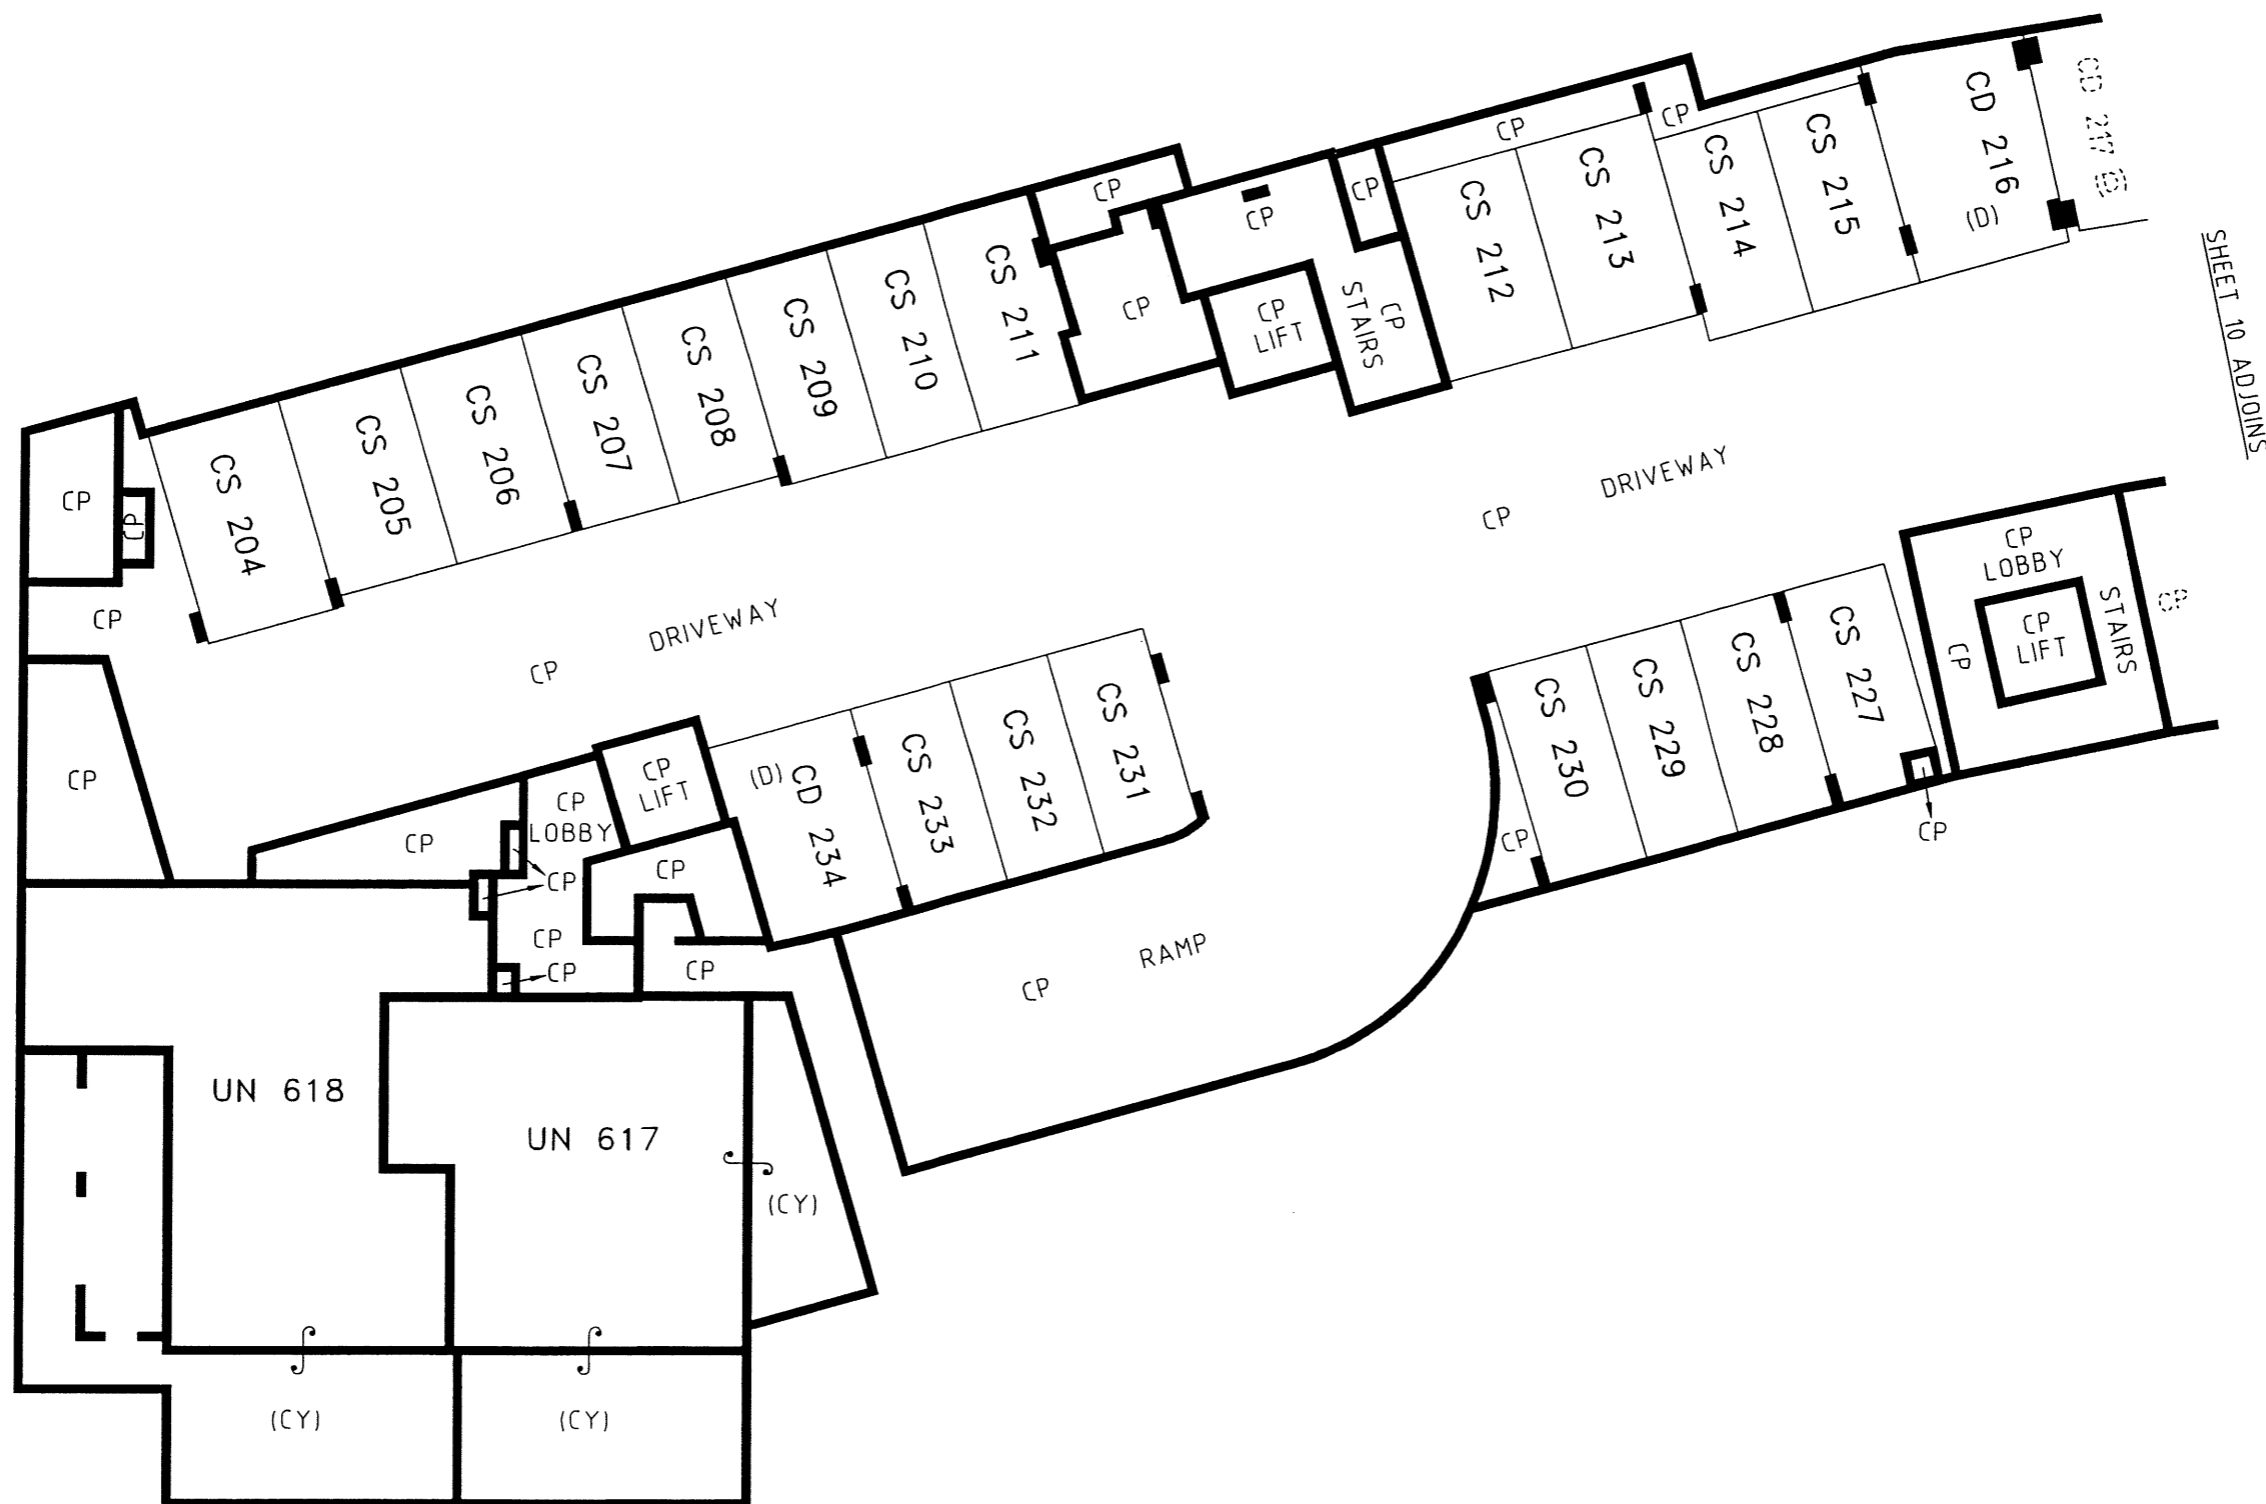 CP
CS 212
CS 213
CP
CS 214
CS 215
CD 216
(D)
CD 217 (D)
SHEET 10 ADJOINS
CP
CP
CP
CP
CP
LIFT
CP
STAIRS
CS 204
CS 205
CS 206
CS 207
CS 208
CS 209
CS 210
CS 211
CP
CP
CP
DRIVEWAY
CP
DRIVEWAY
CP
CP
LOBBY
CP
LIFT
STAIRS
CP
CP
CP
CP
LIFT
(D)
CD 234
CS 233
CS 232
CS 231
CS 230
CS 229
CS 228
CS 227
CP
CP
CP
CP
LOBBY
CP
CP
CP
CP
CP
CP
RAMP
UN 618
UN 617
(CY)
(CY)
(CY)